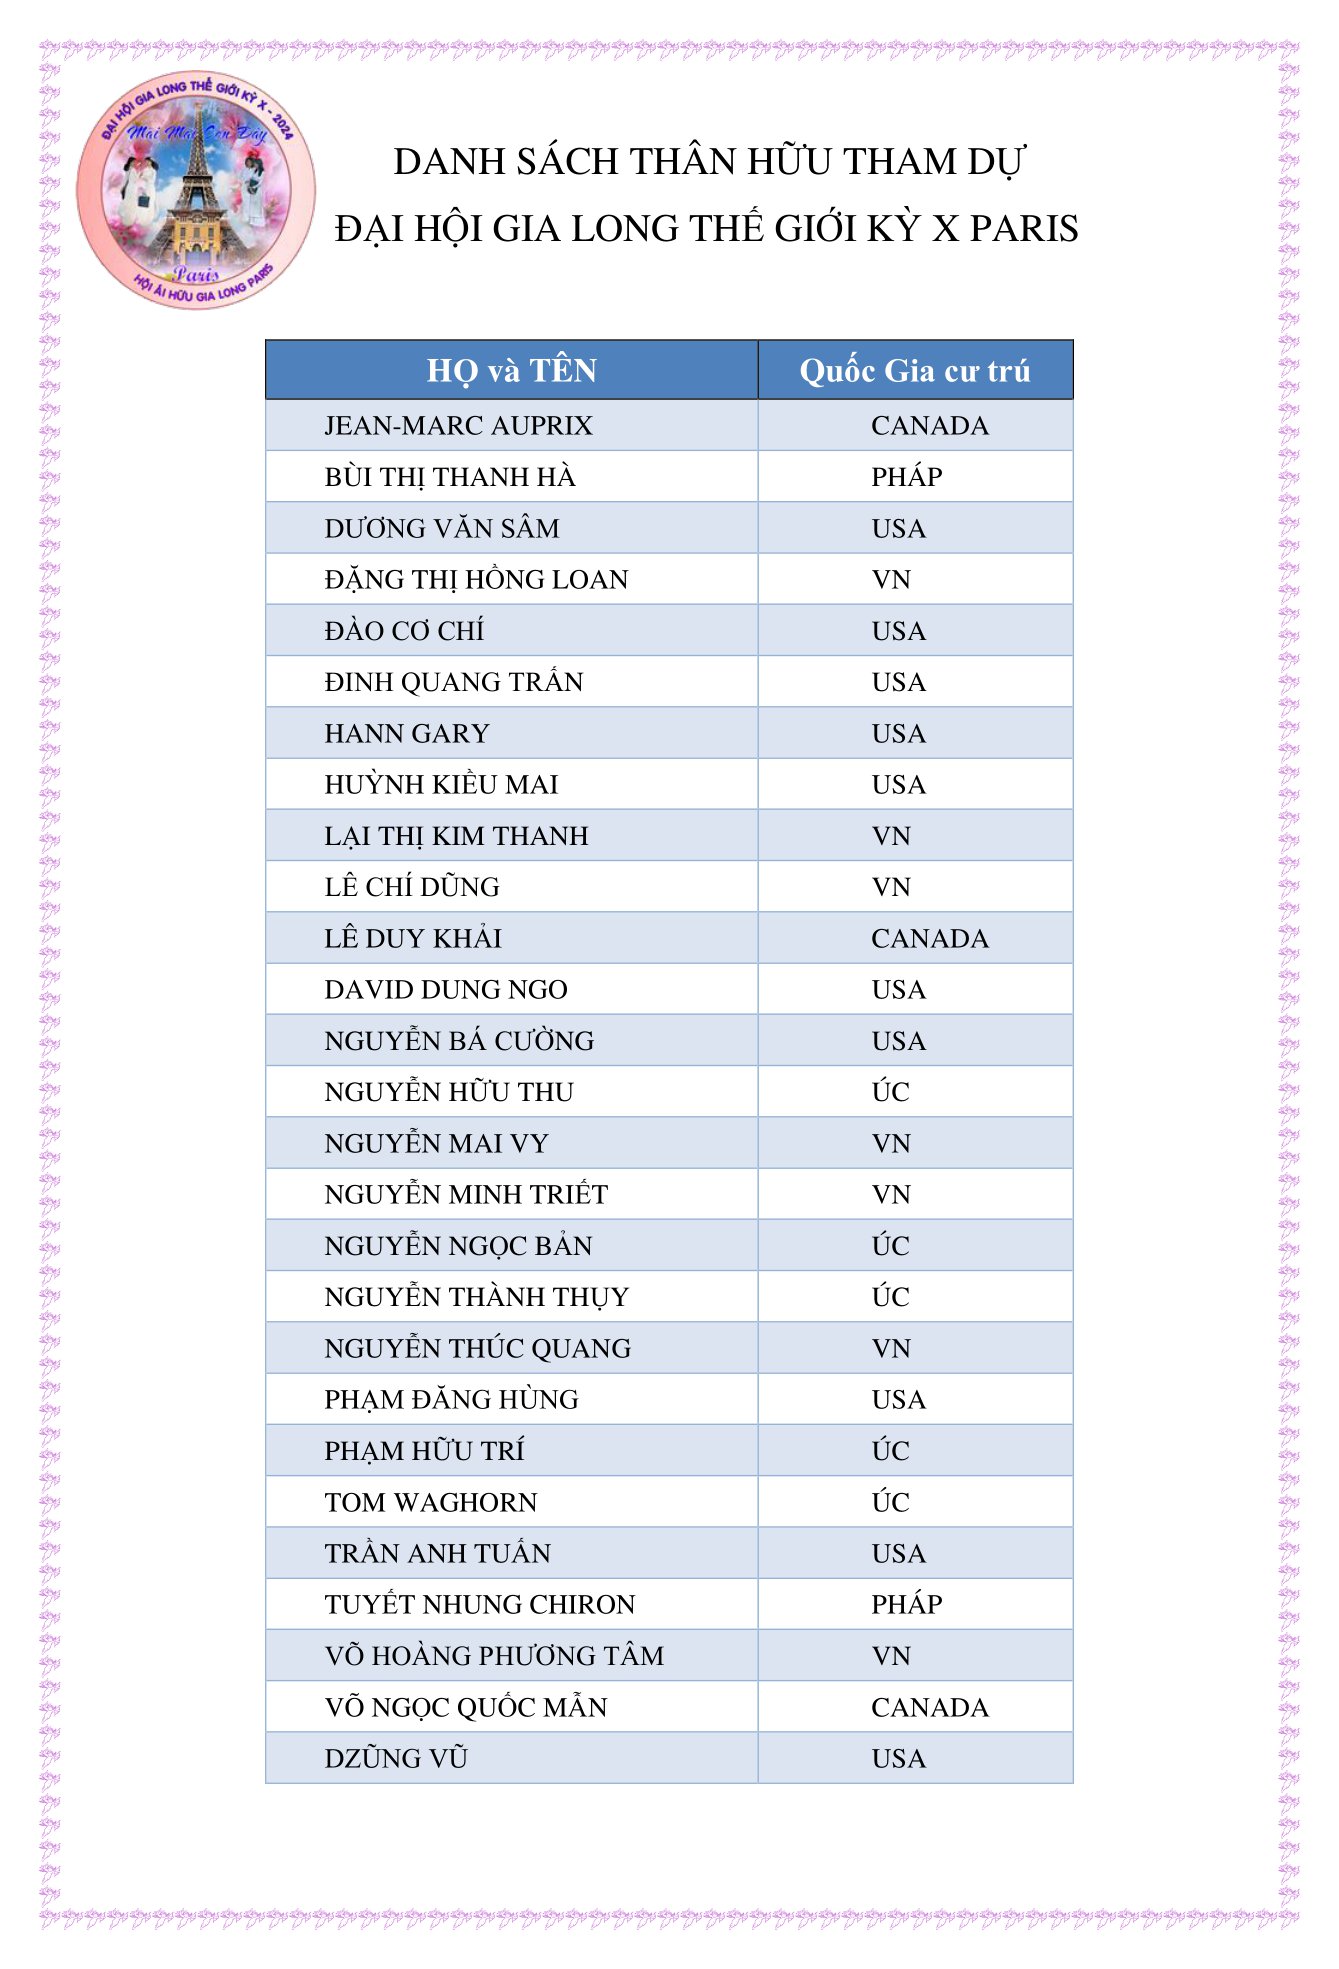 ĐẠI HỘI GIA LONG THẾ GIỚI KỲ X - 2024
Mãi Mãi Còn Đây
Paris
HỘI ÁI HỮU GIA LONG PARIS
DANH SÁCH THÂN HỮU THAM DỰ
ĐẠI HỘI GIA LONG THẾ GIỚI KỲ X PARIS
HỌ và TÊN Quốc Gia cư trú
JEAN-MARC AUPRIX CANADA
BÙI THỊ THANH HÀ PHÁP
DƯƠNG VĂN SÂM USA
ĐẶNG THỊ HỒNG LOAN VN
ĐÀO CƠ CHÍ USA
ĐINH QUANG TRẤN USA
HANN GARY USA
HUỲNH KIỀU MAI USA
LẠI THỊ KIM THANH VN
LÊ CHÍ DŨNG VN
LÊ DUY KHẢI CANADA
DAVID DUNG NGO USA
NGUYỄN BÁ CƯỜNG USA
NGUYỄN HỮU THU ÚC
NGUYỄN MAI VY VN
NGUYỄN MINH TRIẾT VN
NGUYỄN NGỌC BẢN ÚC
NGUYỄN THÀNH THỤY ÚC
NGUYỄN THÚC QUANG VN
PHẠM ĐĂNG HÙNG USA
PHẠM HỮU TRÍ ÚC
TOM WAGHORN ÚC
TRẦN ANH TUẤN USA
TUYẾT NHUNG CHIRON PHÁP
VÕ HOÀNG PHƯƠNG TÂM VN
VÕ NGỌC QUỐC MẪN CANADA
DZŨNG VŨ USA